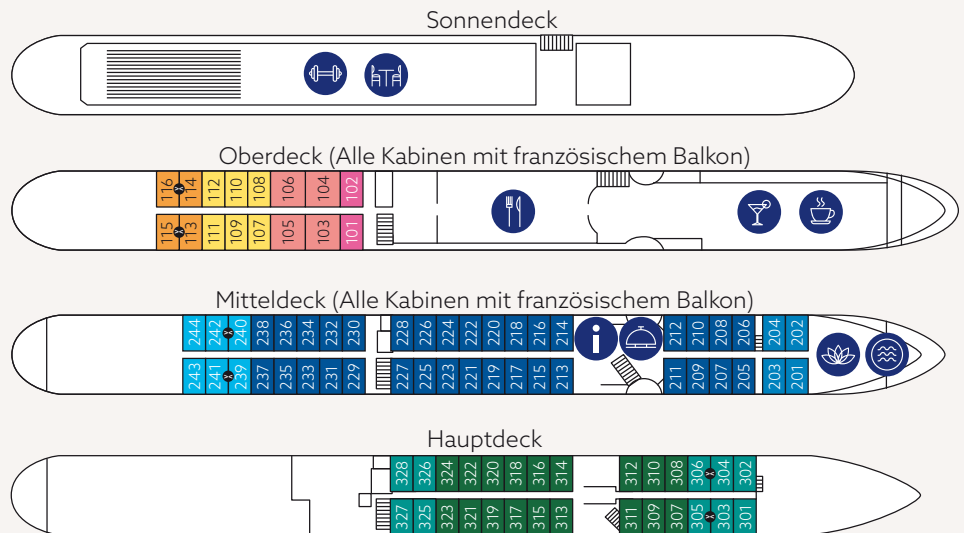 Sonnendeck
Oberdeck (Alle Kabinen mit französischem Balkon)
116 114 112 110 108 106 104 102
115 113 111 109 107 105 103 101
Mitteldeck (Alle Kabinen mit französischem Balkon)
244 242 240 238 236 234 232 230 228 226 224 222 220 218 216 214 i 212 210 208 206 204 202
243 241 239 237 235 233 231 229 227 225 223 221 219 217 215 213 211 209 207 205 203 201
Hauptdeck
328 326 324 322 320 318 316 314 312 310 308 306 304 302
327 325 323 321 319 317 315 313 311 309 307 305 303 301